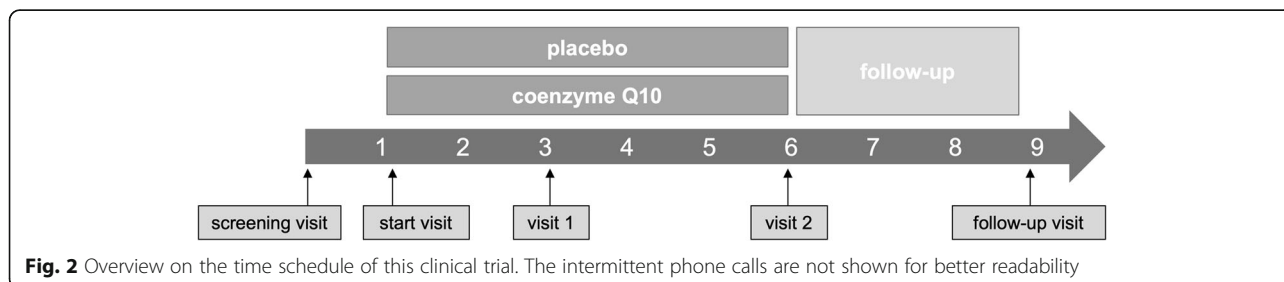 placebo
follow-up
coenzyme Q10
1 2 3 4 5 6 7 8 9
screening visit start visit visit 1 visit 2 follow-up visit
Fig. 2 Overview on the time schedule of this clinical trial. The intermittent phone calls are not shown for better readability